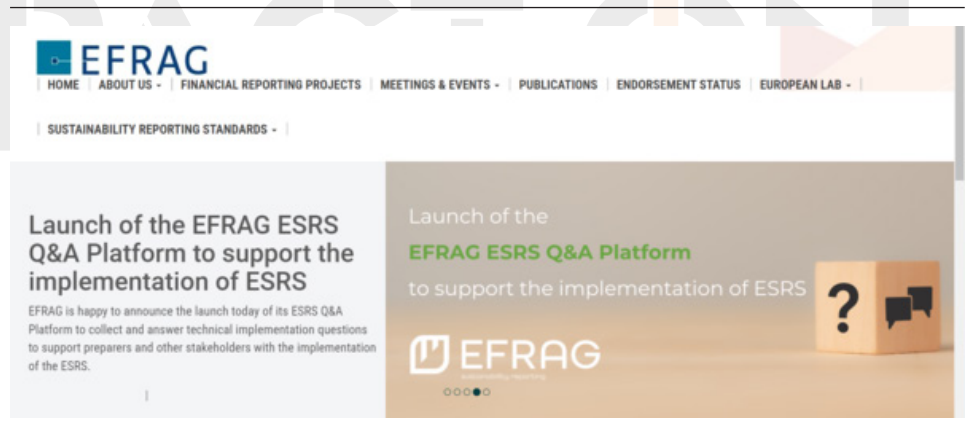 EFRAG
HOME ABOUT US FINANCIAL REPORTING PROJECTS MEETINGS & EVENTS PUBLICATIONS ENDORSEMENT STATUS EUROPEAN LAB
SUSTAINABILITY REPORTING STANDARDS
Launch of the EFRAG ESRS
Q&A Platform to support the
implementation of ESRS
EFRAG is happy to announce the launch today of its ESRS Q&A
Platform to collect and answer technical implementation questions
to support preparers and other stakeholders with the implementation
of the ESRS.
Launch of the
EFRAG ESRS Q&A Platform
to support the implementation of ESRS
?
EFRAG
sustainability reporting